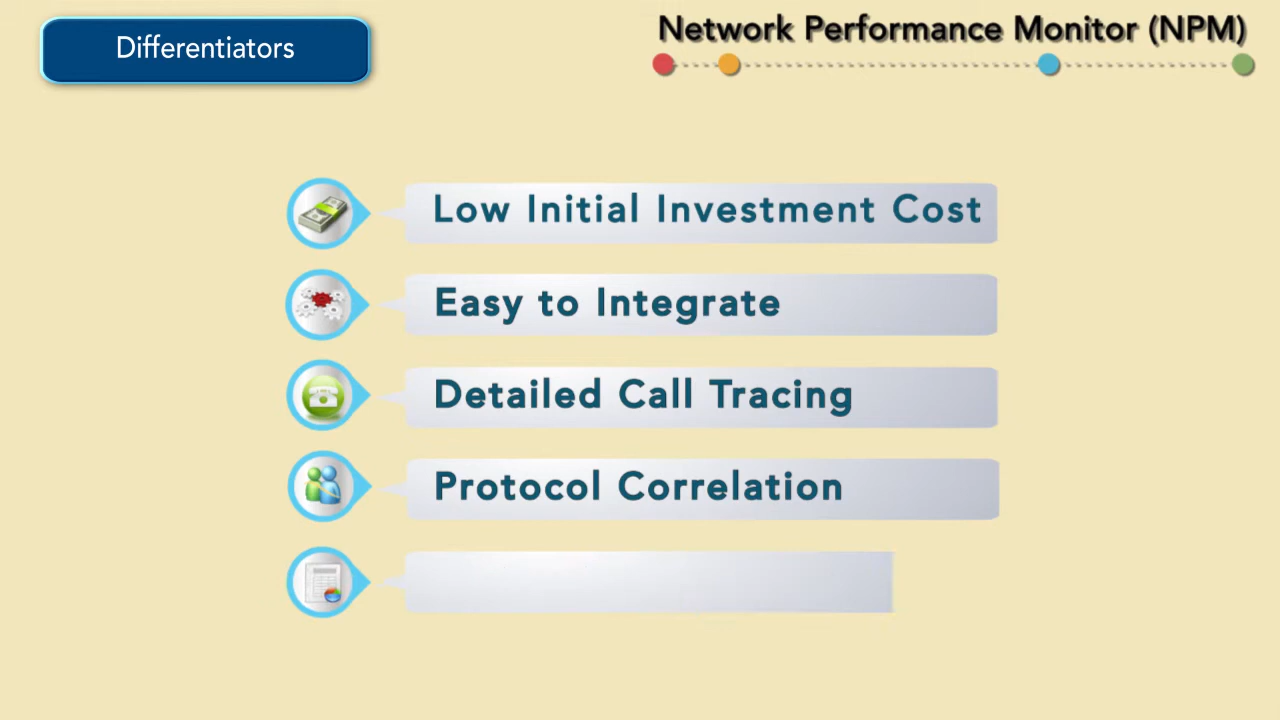 Differentiators
Network Performance Monitor (NPM)
Low Initial Investment Cost
Easy to Integrate
Detailed Call Tracing
Protocol Correlation